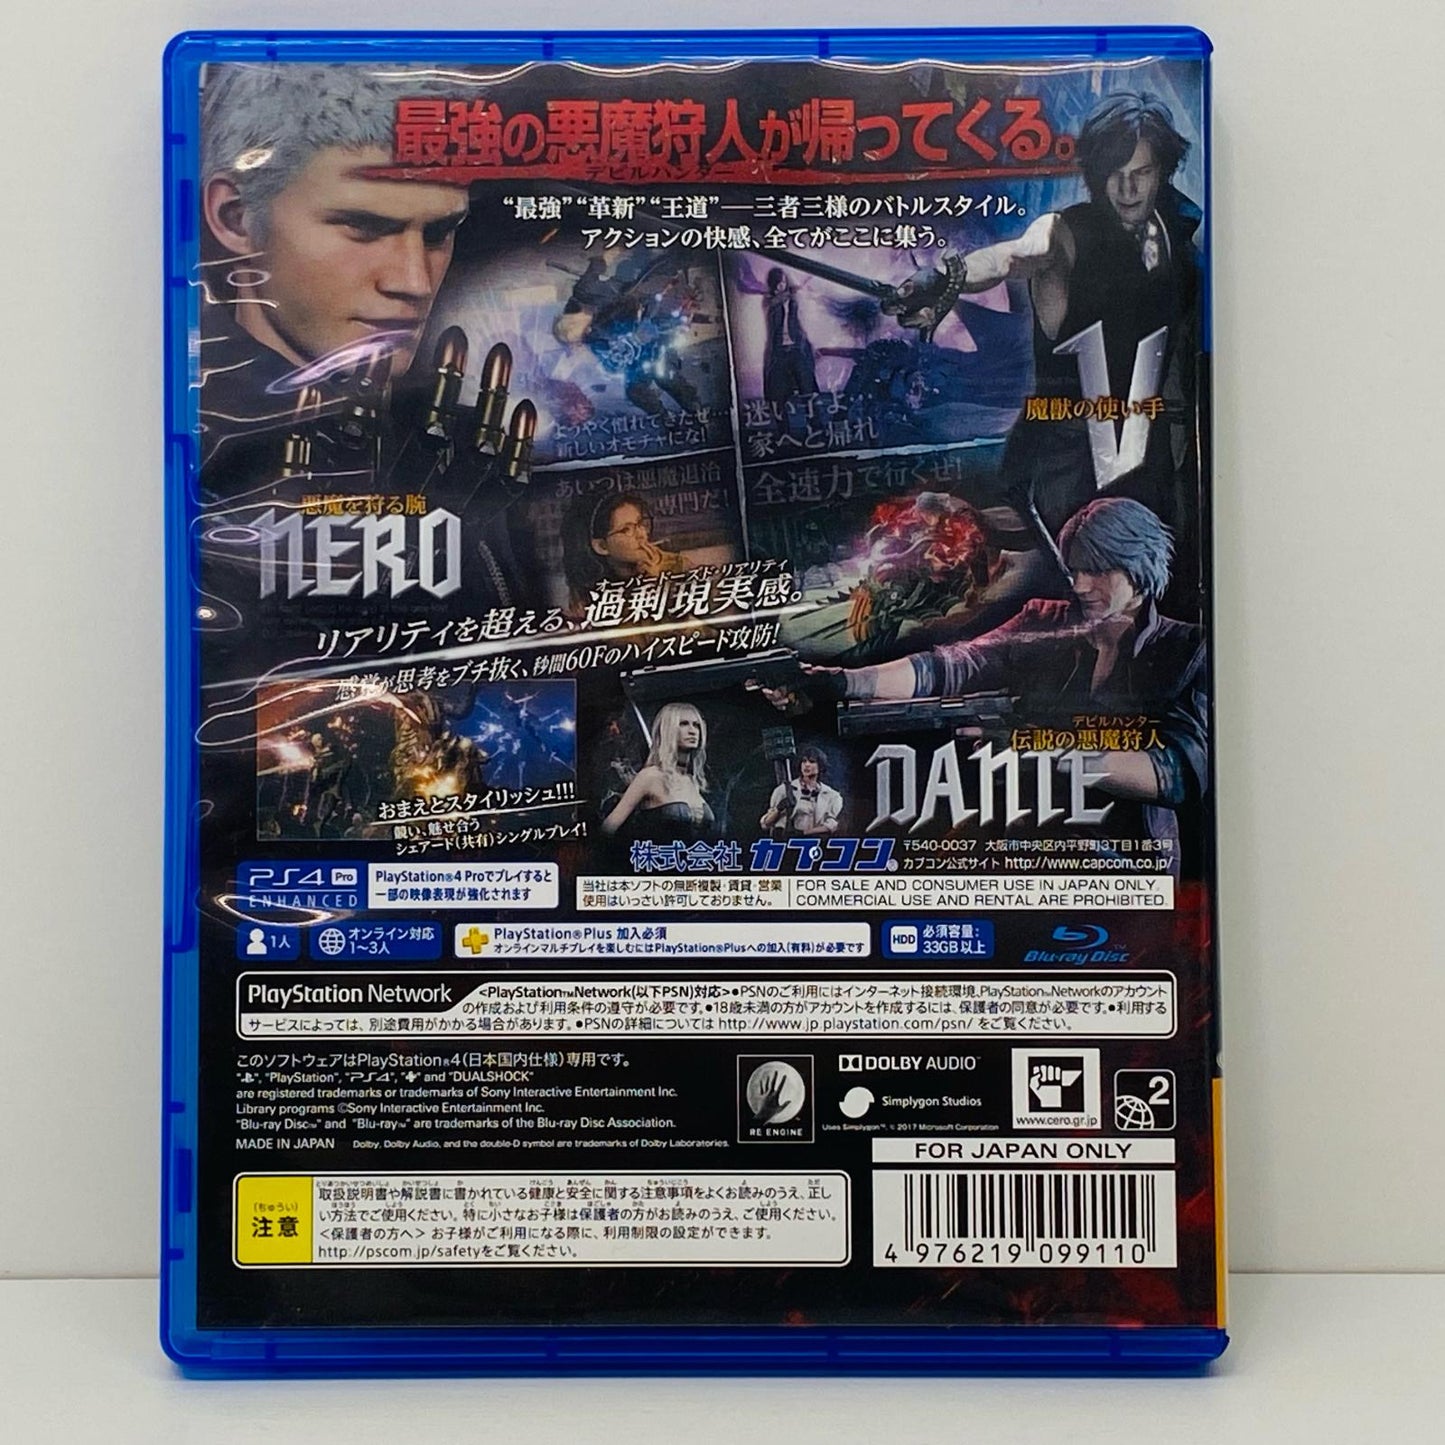 最強の悪魔狩人が帰ってくる。
デビルハンター
“最強”“革新”“王道”──三者三様のバトルスタイル。
アクションの快感、全てがここに集う。
V
魔獣の使い手
ようやく慣れてきたぜ…
新しいオモチャにな!
迷い子よ…
家へと帰れ
あいつは悪魔退治
専門だ!
全速力で行くぜ!
悪魔を狩る腕
NERO
オーバードーズド・リアリティ
リアリティを超える、過剰現実感。
感覚が思考をブチ抜く、秒間60Fのハイスピード攻防!
おまえとスタイリッシュ!!!
競い、魅せ合う
シェアード(共有)シングルプレイ!
デビルハンター
伝説の悪魔狩人
DANTE
株式会社カプコン®
〒540-0037 大阪市中央区内平野町3丁目1番3号
カプコン公式サイト http://www.capcom.co.jp/
PS4 Pro
ENHANCED
PlayStation®4 Proでプレイすると
一部の映像表現が強化されます
当社は本ソフトの無断複製・賃貸・営業
使用はいっさい許可しておりません。
FOR SALE AND CONSUMER USE IN JAPAN ONLY.
COMMERCIAL USE AND RENTAL ARE PROHIBITED.
1人
オンライン対応
1~3人
PlayStation®Plus 加入必須
オンラインマルチプレイを楽しむにはPlayStation®Plusへの加入(有料)が必要です
HDD
必須容量:
33GB以上
Blu-ray Disc™
PlayStation Network
<PlayStation™Network(以下PSN)対応>●PSNのご利用にはインターネット接続環境、PlayStation™Networkのアカウント
の作成および利用条件の遵守が必要です。●18歳未満の方がアカウントを作成するには、保護者の同意が必要です。●利用する
サービスによっては、別途費用がかかる場合があります。●PSNの詳細については http://www.jp.playstation.com/psn/ をご覧ください。
このソフトウェアはPlayStation®4(日本国内仕様)専用です。
"PlayStation", "PS4", and "DUALSHOCK"
are registered trademarks or trademarks of Sony Interactive Entertainment Inc.
Library programs ©Sony Interactive Entertainment Inc.
"Blu-ray Disc™" and "Blu-ray™" are trademarks of the Blu-ray Disc Association.
MADE IN JAPAN Dolby, Dolby Audio, and the double-D symbol are trademarks of Dolby Laboratories.
RE ENGINE
DOLBY AUDIO™
Simplygon Studios
Uses Simplygon™, © 2017 Microsoft Corporation
www.cero.gr.jp
2
FOR JAPAN ONLY
4 976219 099110
(ちゅうい)
注意
取扱説明書や解説書に書かれている健康と安全に関する注意事項をよくお読みのうえ、正し
い方法でご使用ください。特に小さなお子様は保護者の方がお読みのうえ、ご使用ください。
<保護者の方へ> お子様がご利用になる際に、利用制限の設定ができます。
http://pscom.jp/safetyをご覧ください。